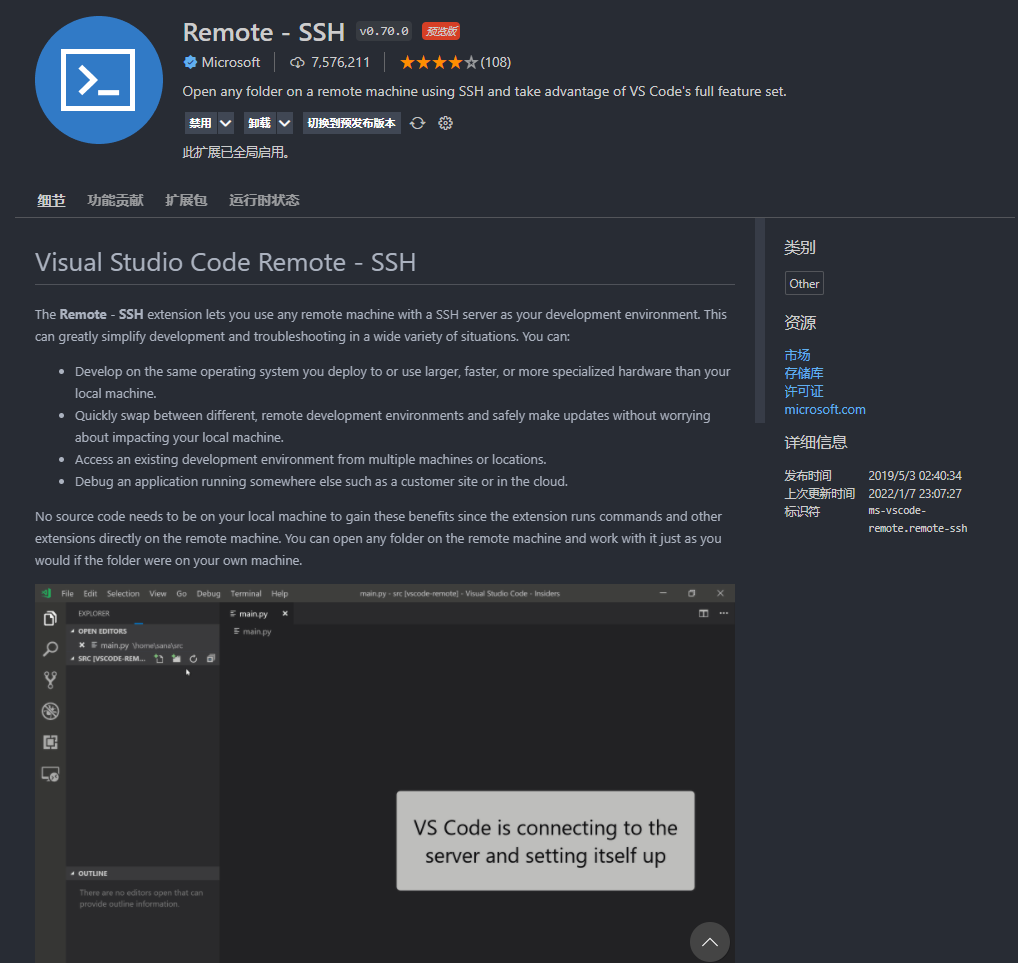 Remote - SSH v0.70.0 预览版
Microsoft 7,576,211 (108)
Open any folder on a remote machine using SSH and take advantage of VS Code's full feature set.
禁用 卸载 切换到预发布版本
此扩展已全局启用。
细节 功能贡献 扩展包 运行时状态
Visual Studio Code Remote - SSH
The Remote - SSH extension lets you use any remote machine with a SSH server as your development environment. This
can greatly simplify development and troubleshooting in a wide variety of situations. You can:
• Develop on the same operating system you deploy to or use larger, faster, or more specialized hardware than your
local machine.
• Quickly swap between different, remote development environments and safely make updates without worrying
about impacting your local machine.
• Access an existing development environment from multiple machines or locations.
• Debug an application running somewhere else such as a customer site or in the cloud.
No source code needs to be on your local machine to gain these benefits since the extension runs commands and other
extensions directly on the remote machine. You can open any folder on the remote machine and work with it just as you
would if the folder were on your own machine.
File Edit Selection View Go Debug Terminal Help main.py - src [vscode-remote] - Visual Studio Code - Insiders
EXPLORER
main.py
OPEN EDITORS
main.py
main.py \home\sana\src
SRC [VSCODE-REM...
VS Code is connecting to the
server and setting itself up
OUTLINE
There are no editors open that can
provide outline information.
类别
Other
资源
市场
存储库
许可证
microsoft.com
详细信息
发布时间 2019/5/3 02:40:34
上次更新时间 2022/1/7 23:07:27
标识符 ms-vscode-
remote.remote-ssh